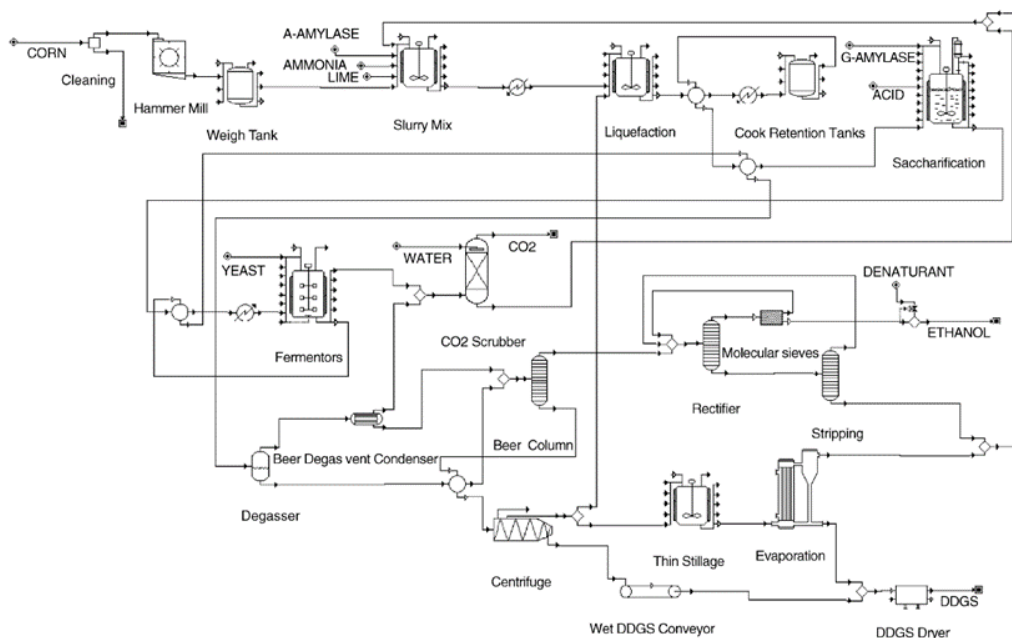 A-AMYLASE
CORN
AMMONIA
G-AMYLASE
Cleaning
LIME
ACID
Hammer Mill
Slurry Mix
Liquefaction
Cook Retention Tanks
Weigh Tank
Saccharification
CO2
WATER
YEAST
DENATURANT
ETHANOL
Fermentors
CO2 Scrubber
Molecular sieves
Rectifier
Stripping
Beer Degas vent Condenser
Beer Column
Degasser
Thin Stillage
Evaporation
Centrifuge
DDGS
Wet DDGS Conveyor
DDGS Dryer